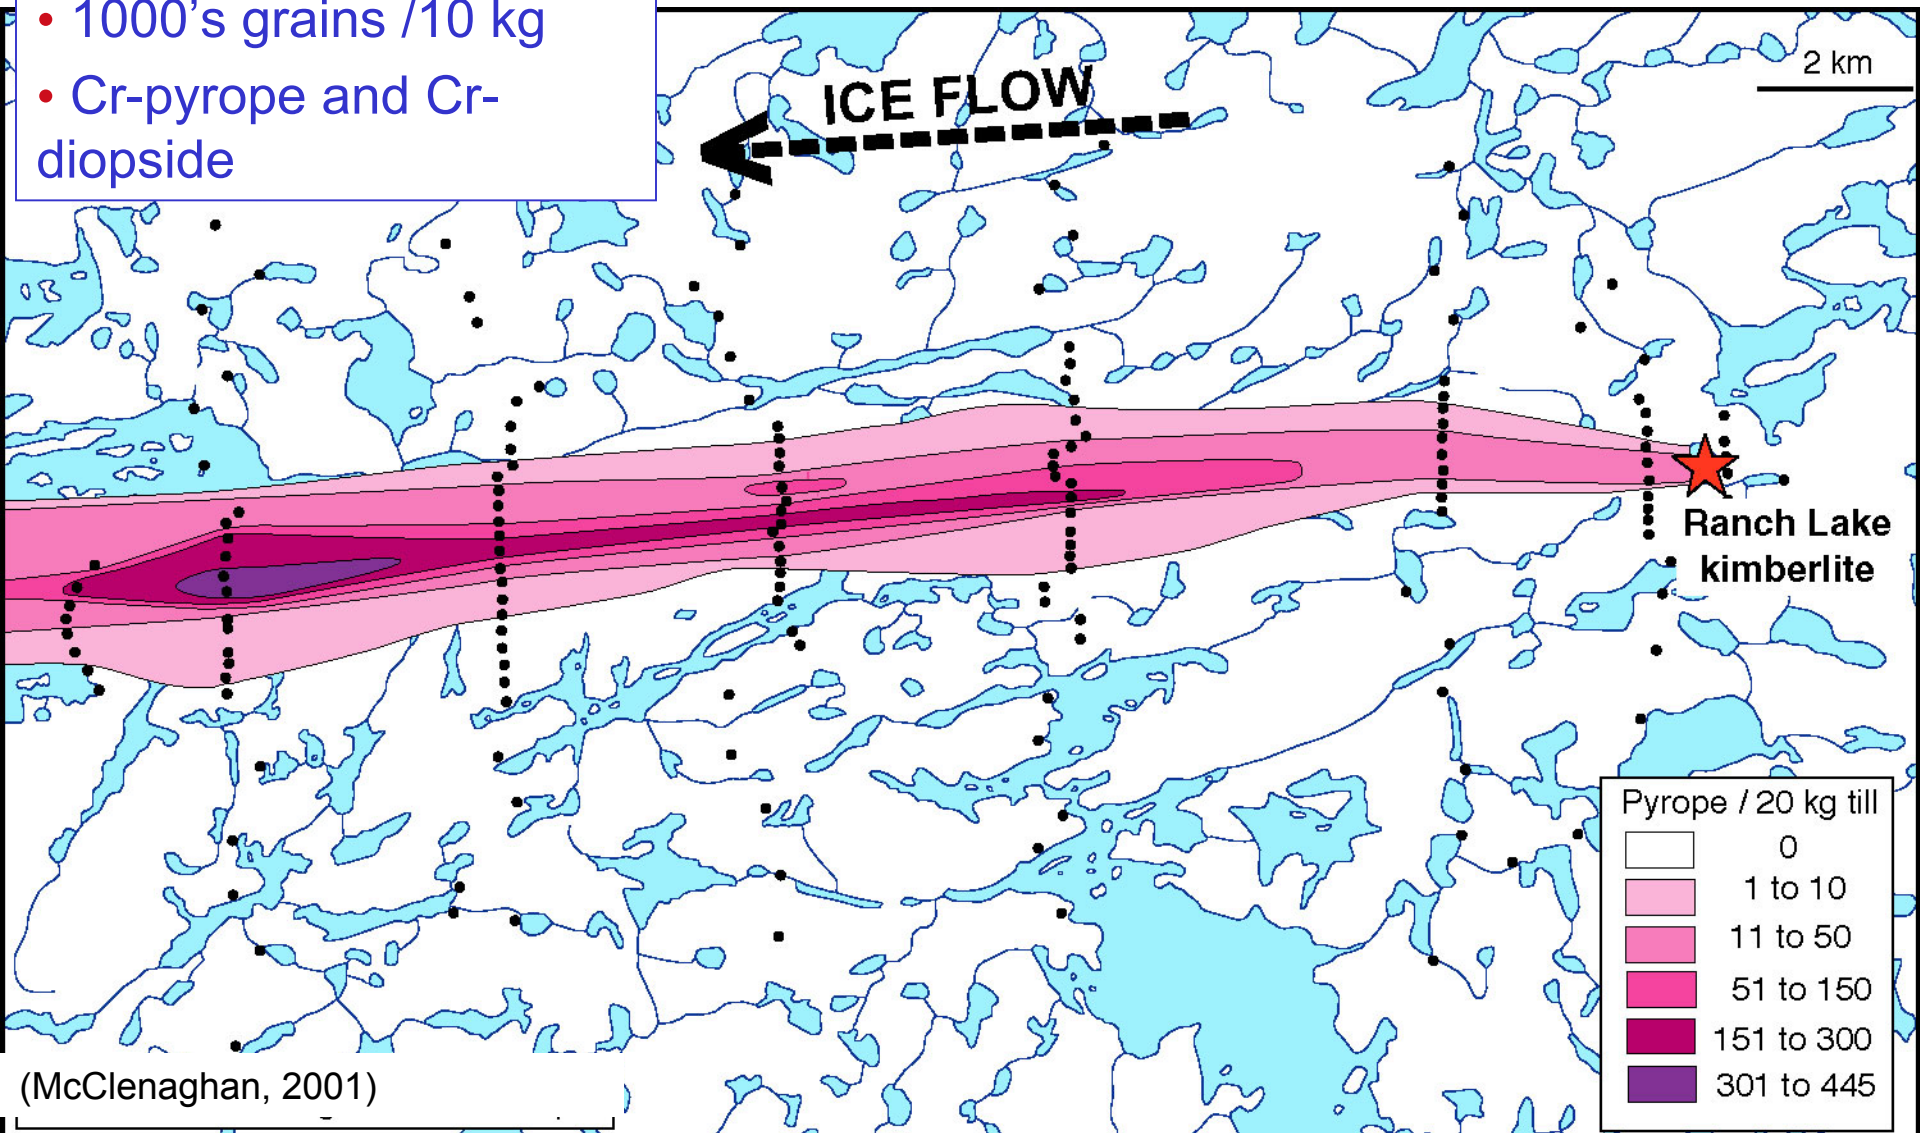 • 1000's grains /10 kg
• Cr-pyrope and Cr-
diopside
ICE FLOW
2 km
Ranch Lake
kimberlite
Pyrope / 20 kg till
0
1 to 10
11 to 50
51 to 150
151 to 300
301 to 445
(McClenaghan, 2001)